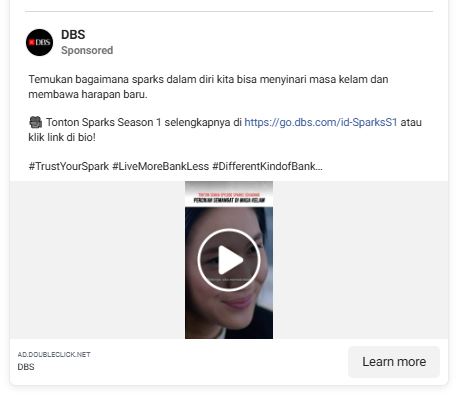 DBS
DBS
Sponsored
Temukan bagaimana sparks dalam diri kita bisa menyinari masa kelam dan
membawa harapan baru.
Tonton Sparks Season 1 selengkapnya di https://go.dbs.com/id-SparksS1 atau
klik link di bio!
#TrustYourSpark #LiveMoreBankLess #DifferentKindofBank...
PERCIKAN SEMANGAT DI MASA KELAM
AD.DOUBLECLICK.NET
DBS
Learn more